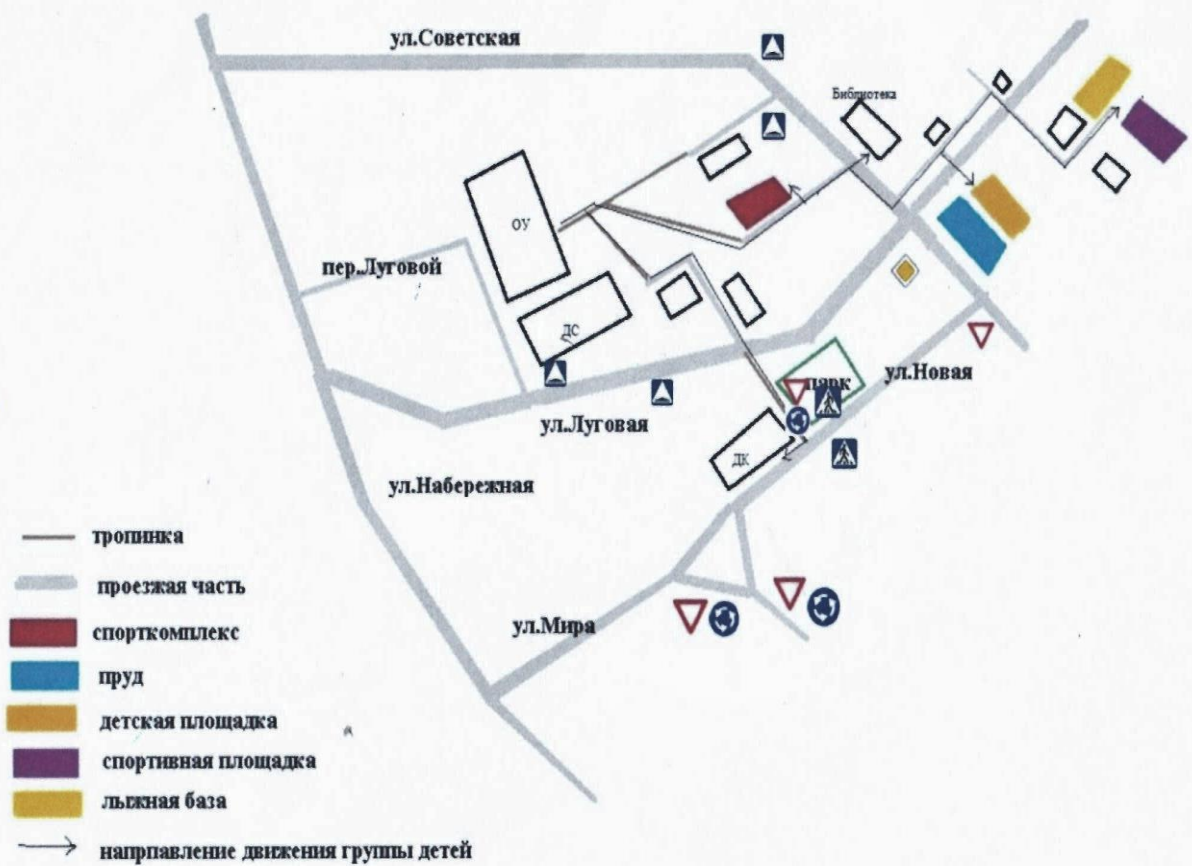 ул.Советская
Библиотека
ОУ
пер.Луговой
ДС
парк
ул.Новая
ул.Луговая
ДК
ул.Набережная
ул.Мира
тропинка
проезжая часть
спорткомплекс
пруд
детская площадка
спортивная площадка
лыжная база
напрпавление движения группы детей